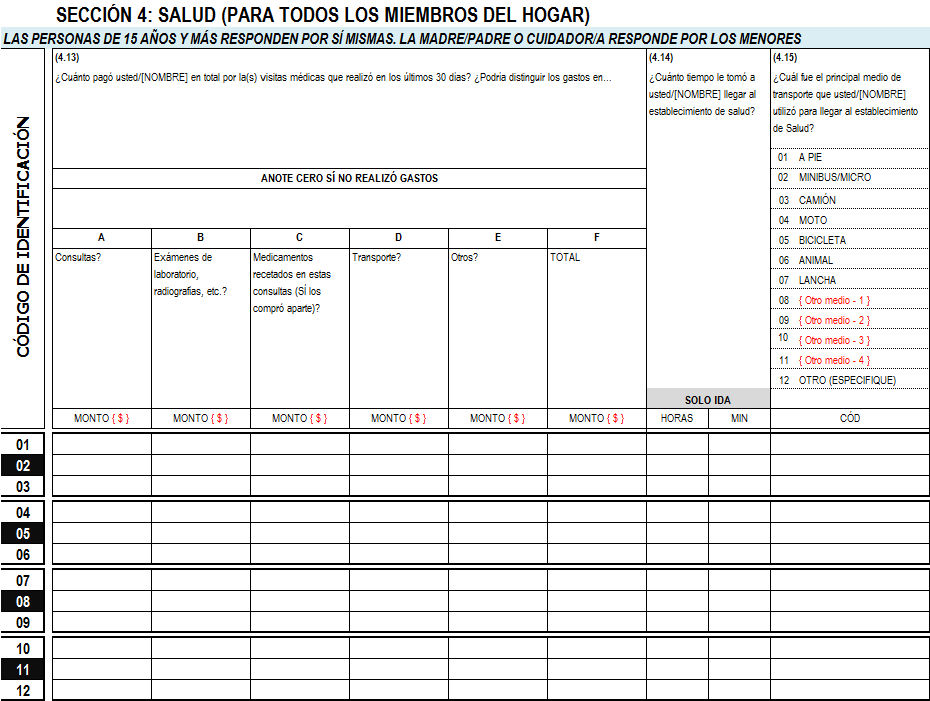 SECCIÓN 4: SALUD (PARA TODOS LOS MIEMBROS DEL HOGAR)
LAS PERSONAS DE 15 AÑOS Y MÁS RESPONDEN POR SÍ MISMAS. LA MADRE/PADRE O CUIDADOR/A RESPONDE POR LOS MENORES
CÓDIGO DE IDENTIFICACIÓN
(4.13)
¿Cuánto pagó usted/[NOMBRE] en total por la(s) visitas médicas que realizó en los últimos 30 días? ¿Podría distinguir los gastos en...
ANOTE CERO SÍ NO REALIZÓ GASTOS
A
Consultas?
MONTO { $ }
B
Exámenes de
laboratorio,
radiografias, etc.?
MONTO { $ }
C
Medicamentos
recetados en estas
consultas (SÍ los
compró aparte)?
MONTO { $ }
D
Transporte?
MONTO { $ }
E
Otros?
MONTO { $ }
F
TOTAL
MONTO { $ }
(4.14)
¿Cuánto tiempo le tomó a
usted/[NOMBRE] llegar al
establecimiento de salud?
SOLO IDA
HORAS MIN
(4.15)
¿Cuál fue el principal medio de
transporte que usted/[NOMBRE]
utilizó para llegar al establecimiento
de Salud?
01 A PIE
02 MINIBUS/MICRO
03 CAMIÓN
04 MOTO
05 BICICLETA
06 ANIMAL
07 LANCHA
08 { Otro medio - 1 }
09 { Otro medio - 2 }
10 { Otro medio - 3 }
11 { Otro medio - 4 }
12 OTRO (ESPECIFIQUE)
CÓD
01
02
03
04
05
06
07
08
09
10
11
12